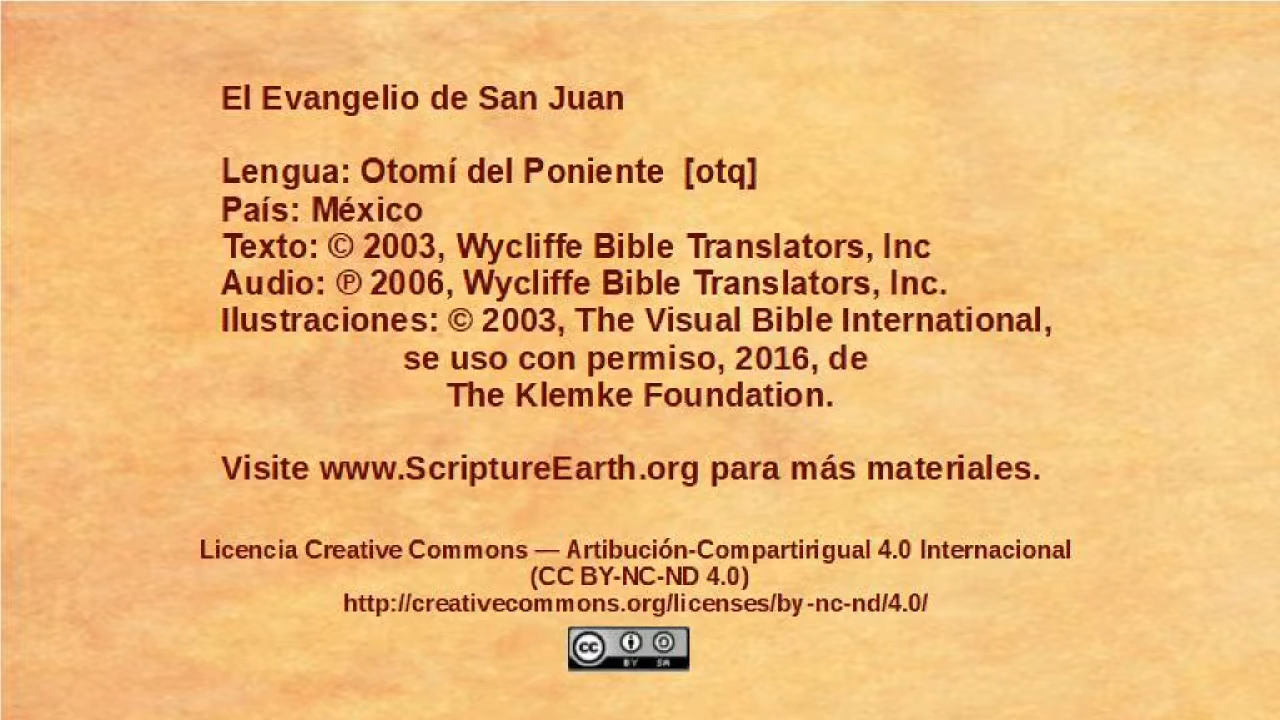 El Evangelio de San Juan
Lengua: Otomí del Poniente [otq]
País: México
Texto: © 2003, Wycliffe Bible Translators, Inc
Audio: ℗ 2006, Wycliffe Bible Translators, Inc.
Ilustraciones: © 2003, The Visual Bible International,
se uso con permiso, 2016, de
The Klemke Foundation.
Visite www.ScriptureEarth.org para más materiales.
Licencia Creative Commons — Artibución-Compartirigual 4.0 Internacional
(CC BY-NC-ND 4.0)
http://creativecommons.org/licenses/by-nc-nd/4.0/
cc BY SA